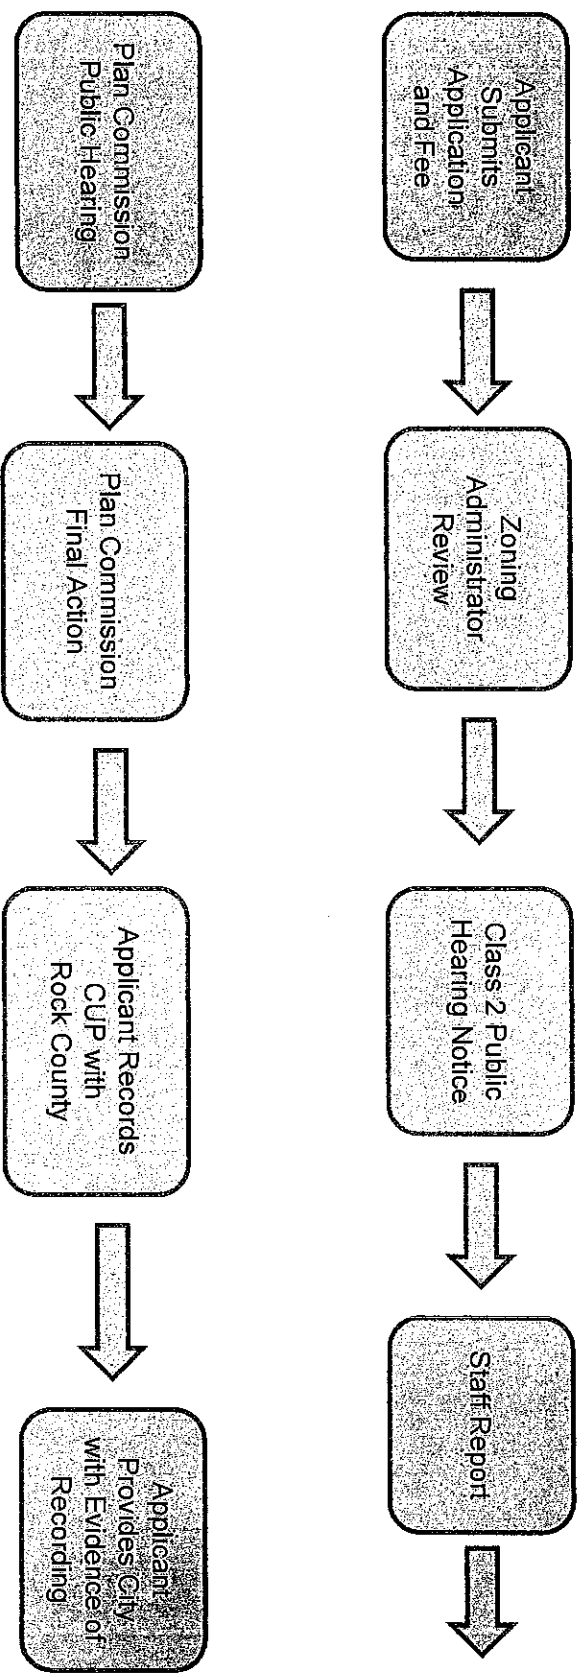 Applicant
Submits
Application
and Fee
Zoning
Administrator
Review
Class 2 Public
Hearing Notice
Staff Report
Plan Commission
Public Hearing
Plan Commission
Final Action
Applicant Records
CUP with
Rock County
Applicant
Provides City
with Evidence of
Recording